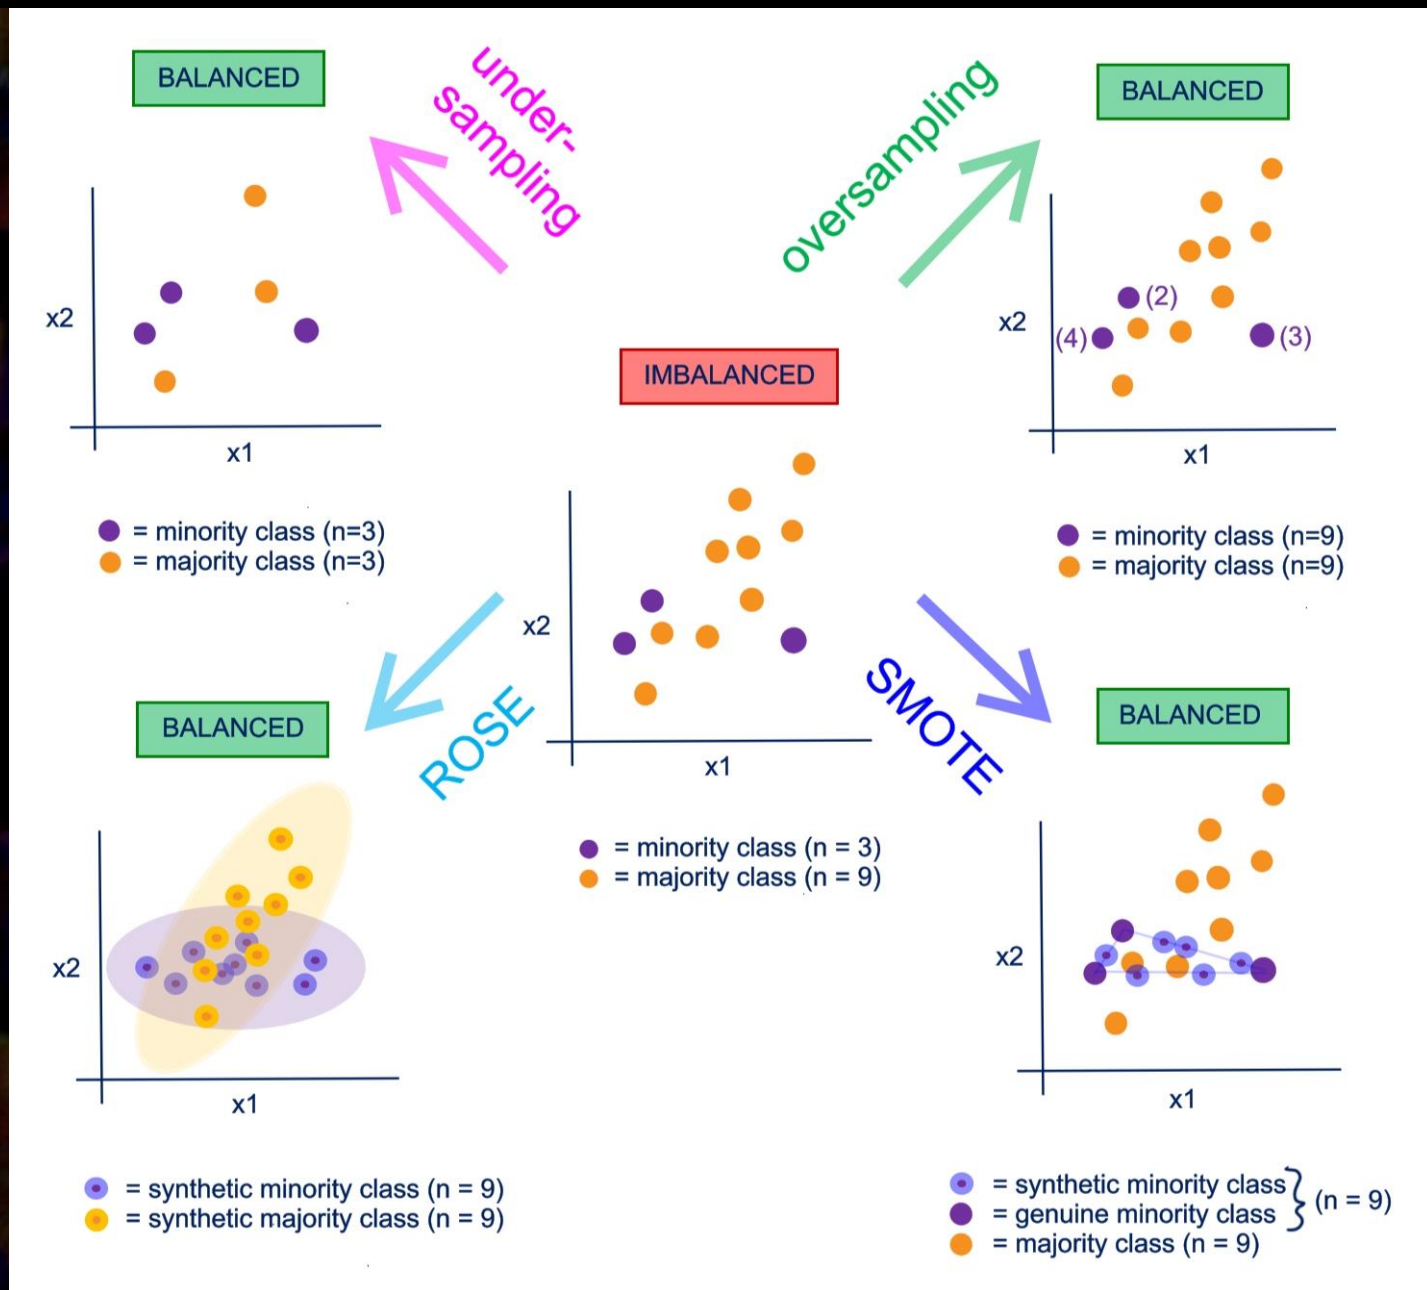 BALANCED
under-
sampling
x2
x1
= minority class (n=3)
= majority class (n=3)
oversampling
BALANCED
(2)
(4)
(3)
x2
x1
= minority class (n=9)
= majority class (n=9)
IMBALANCED
x2
x1
= minority class (n = 3)
= majority class (n = 9)
ROSE
BALANCED
x2
x1
= synthetic minority class (n = 9)
= synthetic majority class (n = 9)
SMOTE
BALANCED
x2
x1
= synthetic minority class
= genuine minority class
(n = 9)
= majority class (n = 9)